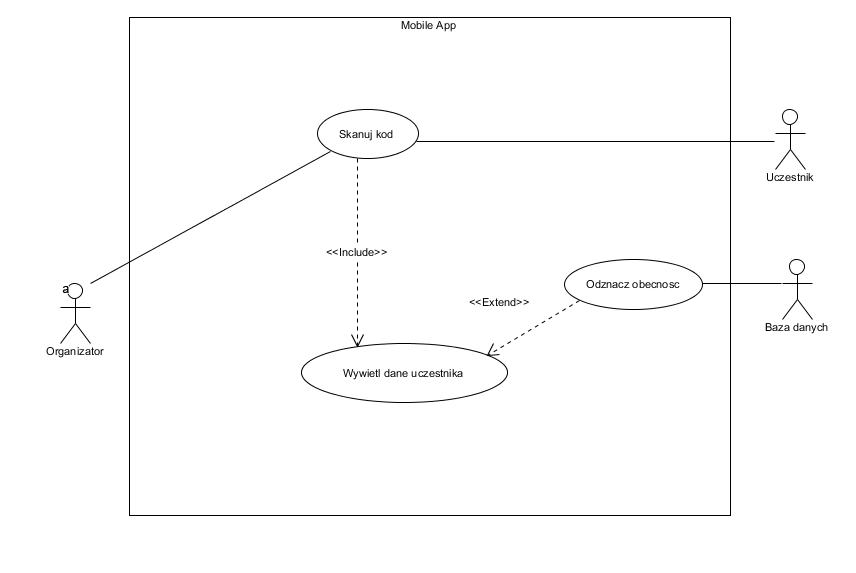 Mobile App
Skanuj kod
Uczestnik
<<Include>>
Odznacz obecnosc
a
<<Extend>>
Baza danych
Organizator
Wywietl dane uczestnika